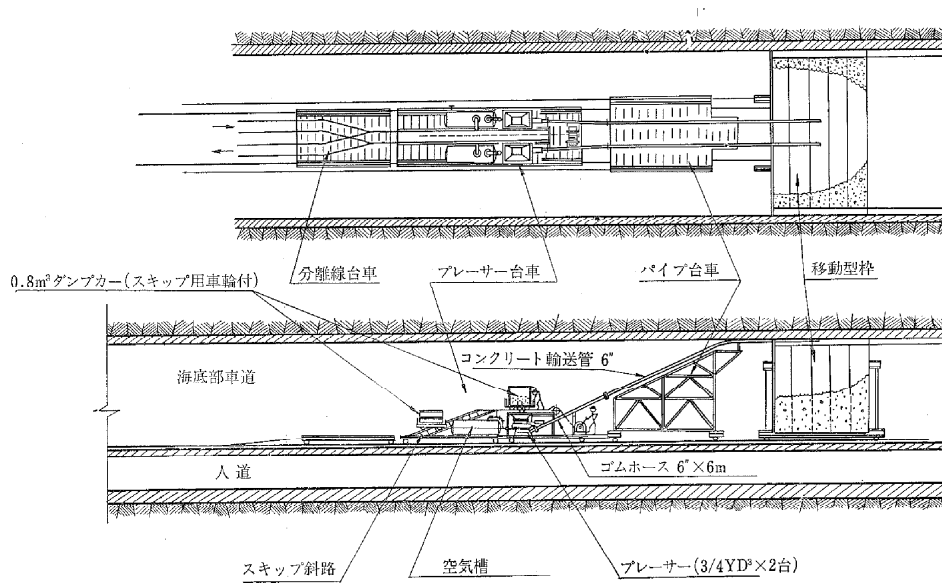 分離線台車
プレーサー台車
パイプ台車
移動型枠
0.8m³ダンプカー(スキップ用車輪付)
コンクリート輸送管 6"
海底部車道
ゴムホース 6"×6m
人道
スキップ斜路
空気槽
プレーサー(3/4YD³×2台)